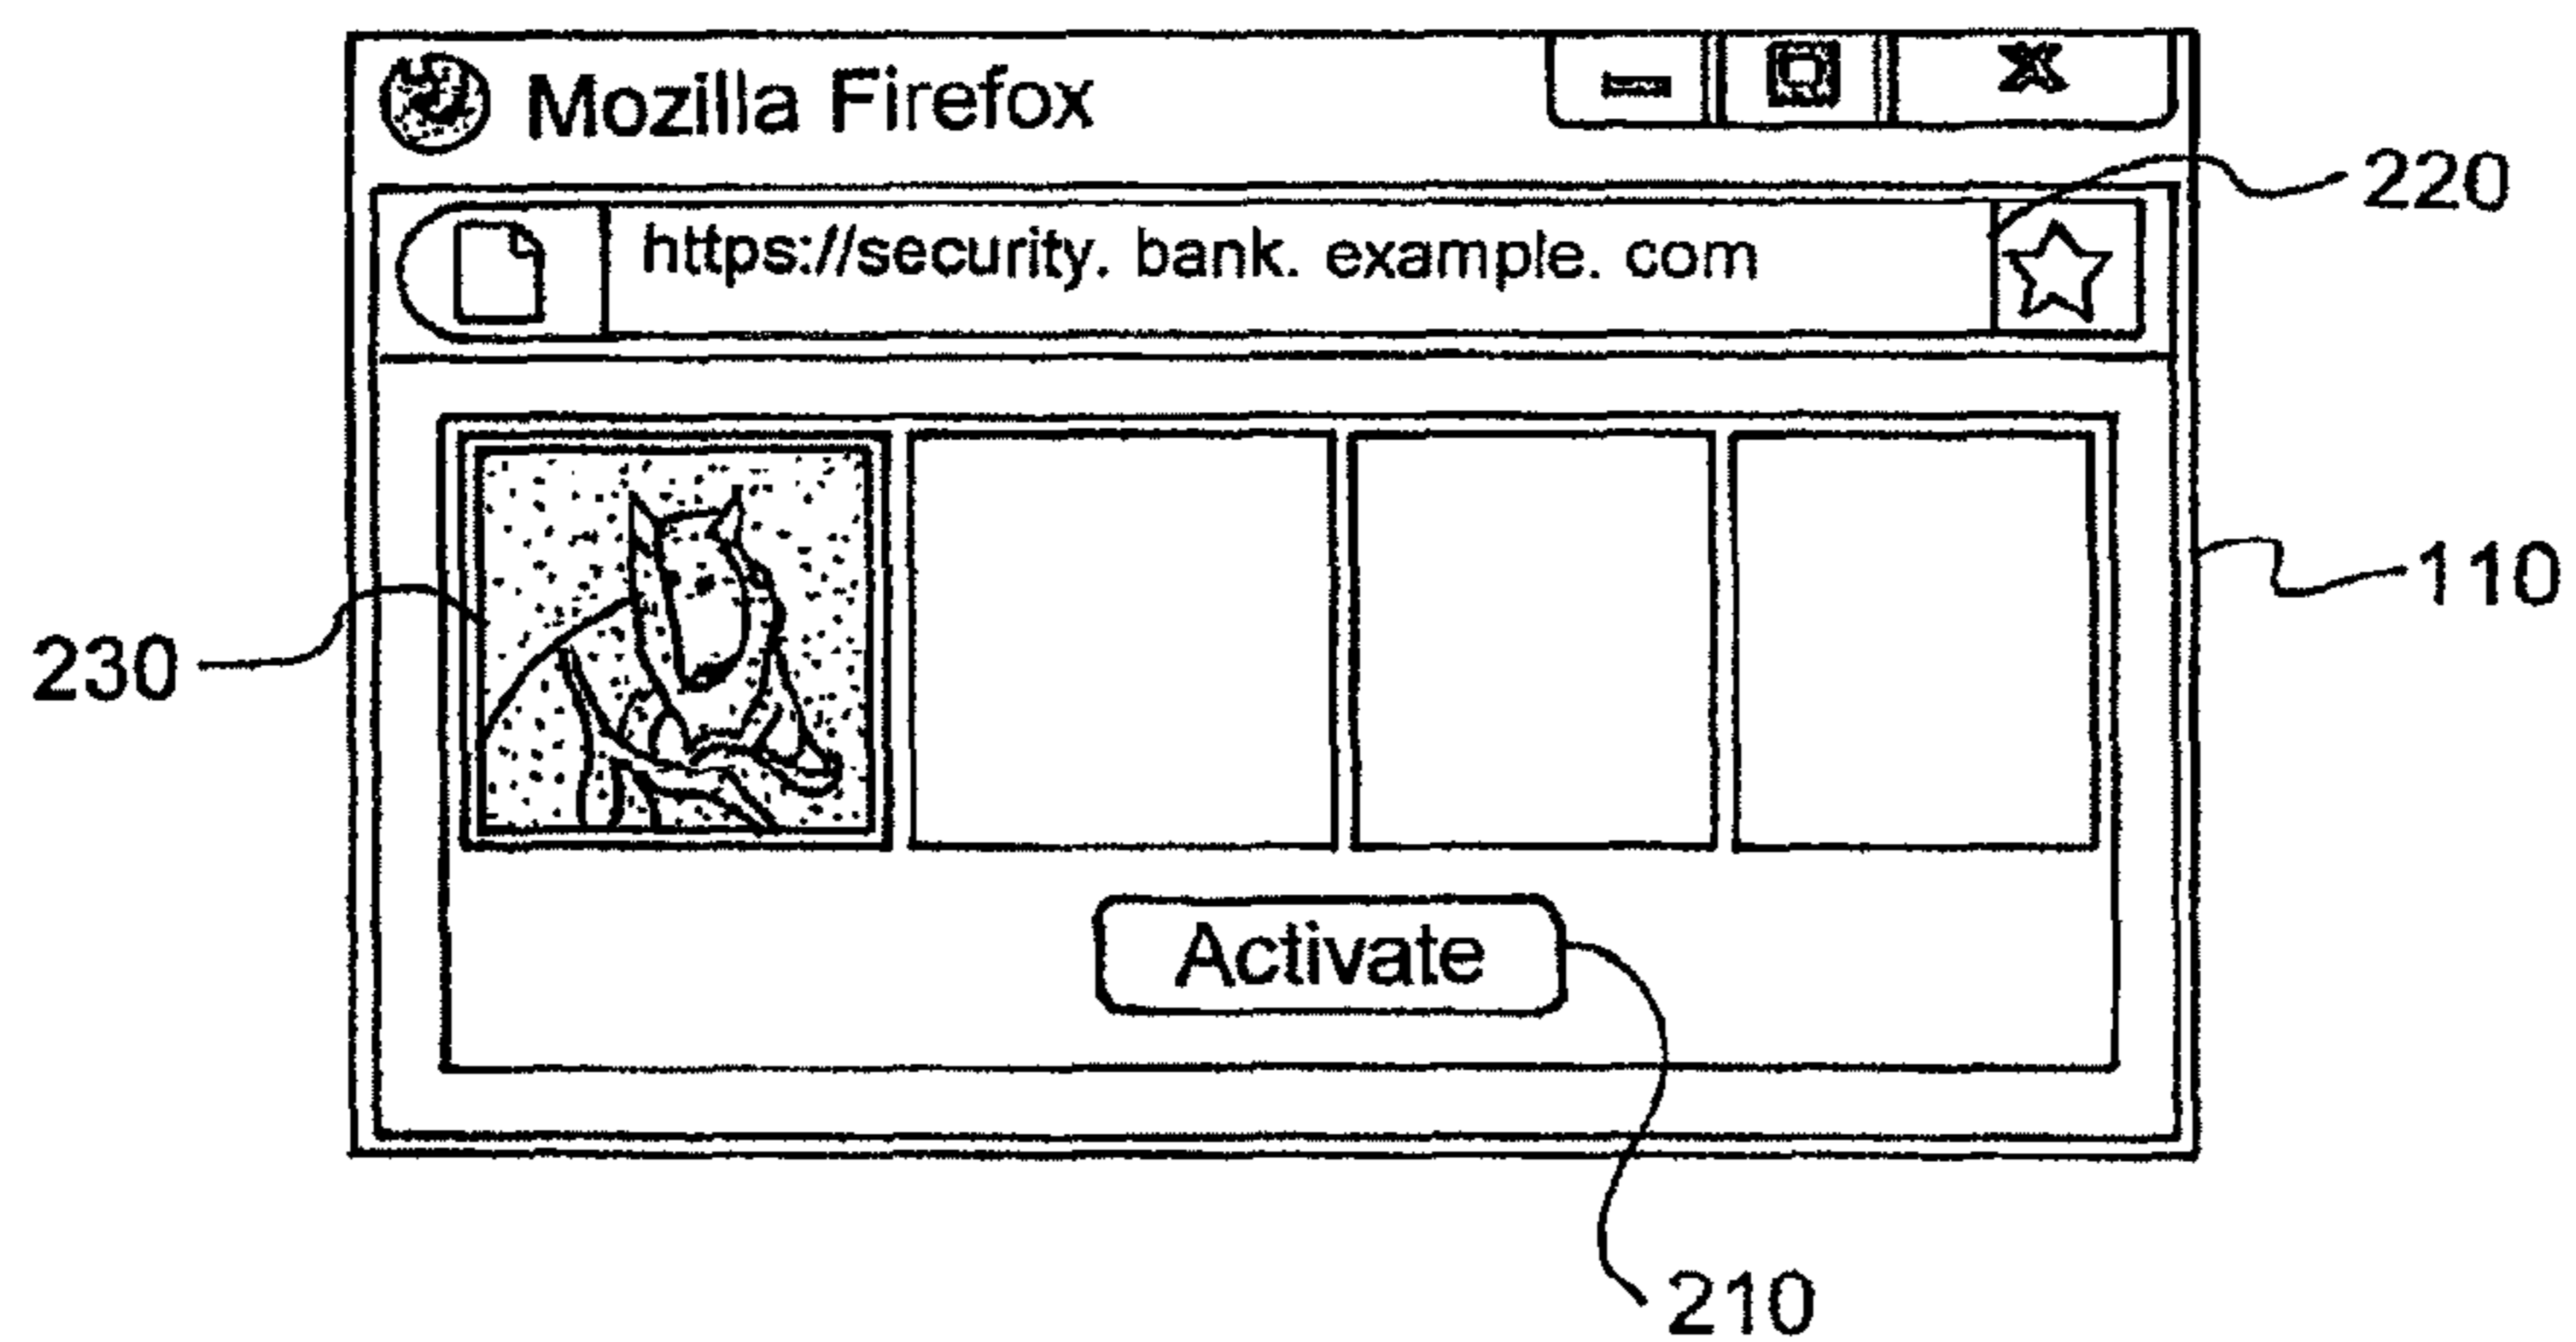 Mozilla Firefox
220
https://security. bank. example. com
110
230
Activate
210